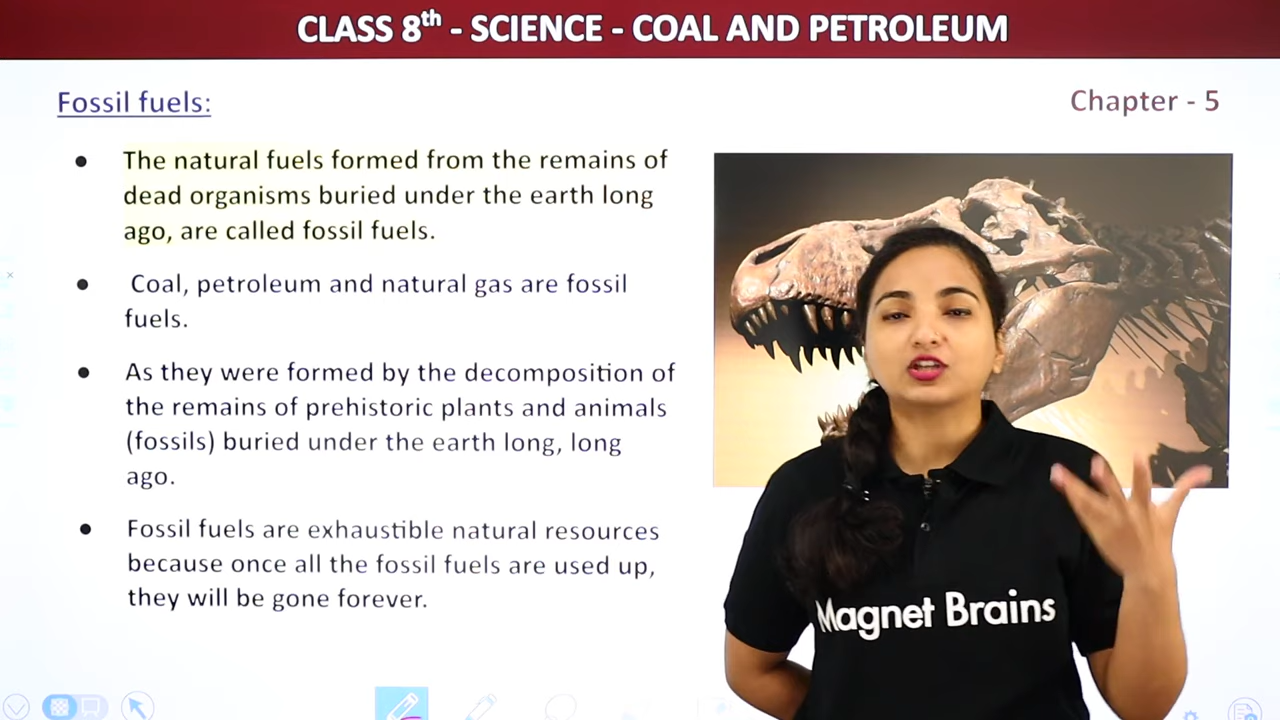 CLASS 8th - SCIENCE - COAL AND PETROLEUM
Fossil fuels:
Chapter - 5
● The natural fuels formed from the remains of
dead organisms buried under the earth long
ago, are called fossil fuels.
● Coal, petroleum and natural gas are fossil
fuels.
● As they were formed by the decomposition of
the remains of prehistoric plants and animals
(fossils) buried under the earth long, long
ago.
● Fossil fuels are exhaustible natural resources
because once all the fossil fuels are used up,
they will be gone forever.
Magnet Brains